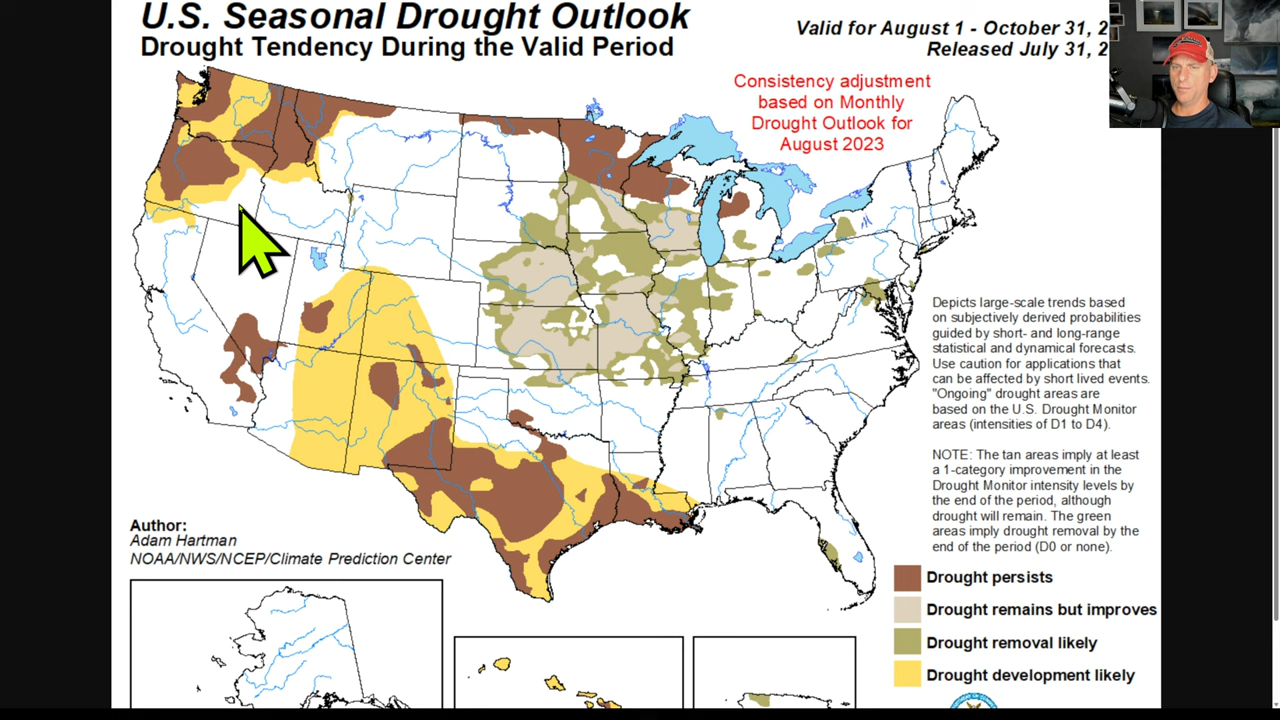 U.S. Seasonal Drought Outlook
Drought Tendency During the Valid Period
Valid for August 1 - October 31, 2
Released July 31, 2
Consistency adjustment
based on Monthly
Drought Outlook for
August 2023
Depicts large-scale trends based
on subjectively derived probabilities
guided by short- and long-range
statistical and dynamical forecasts.
Use caution for applications that
can be affected by short lived events.
"Ongoing" drought areas are
based on the U.S. Drought Monitor
areas (intensities of D1 to D4).
NOTE: The tan areas imply at least
a 1-category improvement in the
Drought Monitor intensity levels by
the end of the period, although
drought will remain. The green
areas imply drought removal by the
end of the period (D0 or none).
Author:
Adam Hartman
NOAA/NWS/NCEP/Climate Prediction Center
Drought persists
Drought remains but improves
Drought removal likely
Drought development likely